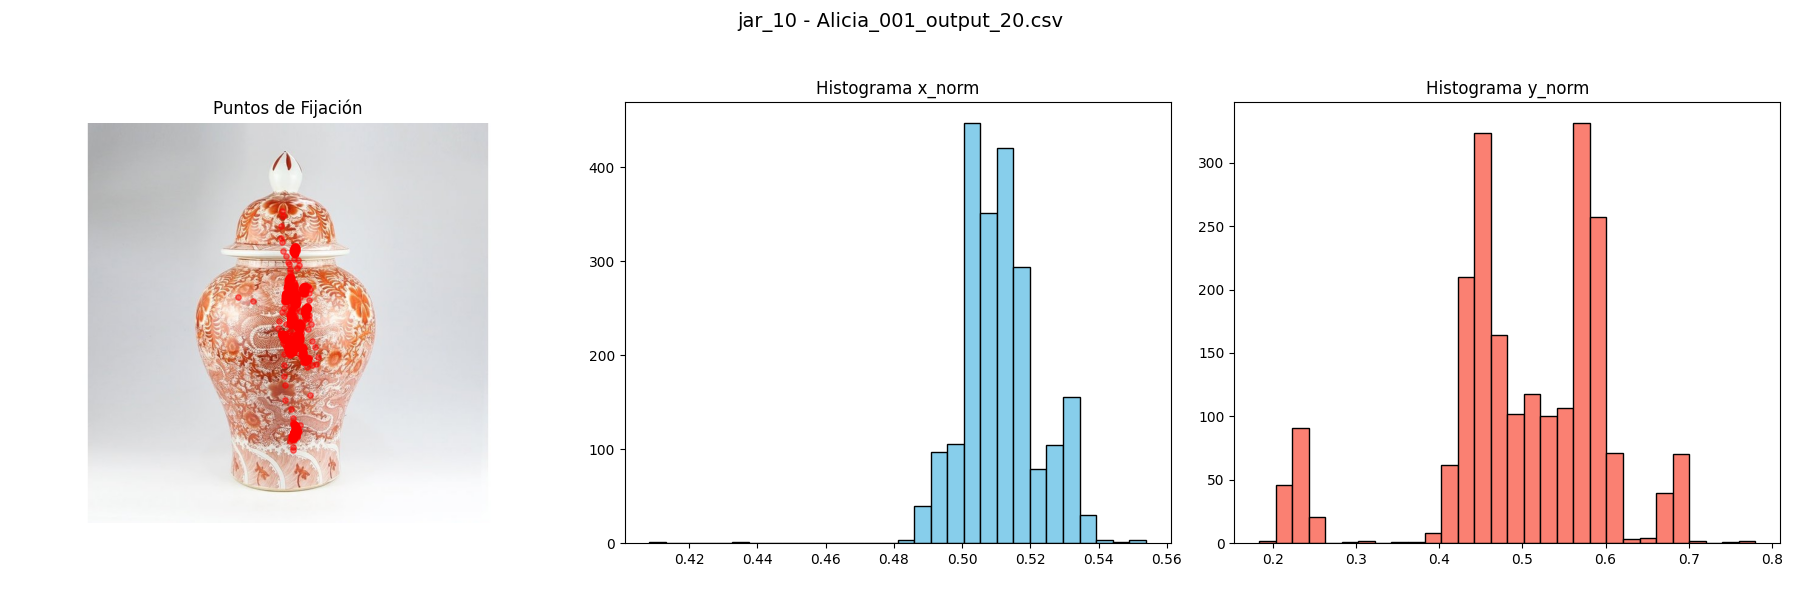 jar_10 - Alicia_001_output_20.csv
Puntos de Fijación
Histograma x_norm
400
300
200
100
0
0.42 0.44 0.46 0.48 0.50 0.52 0.54 0.56
Histograma y_norm
300
250
200
150
100
50
0
0.2 0.3 0.4 0.5 0.6 0.7 0.8